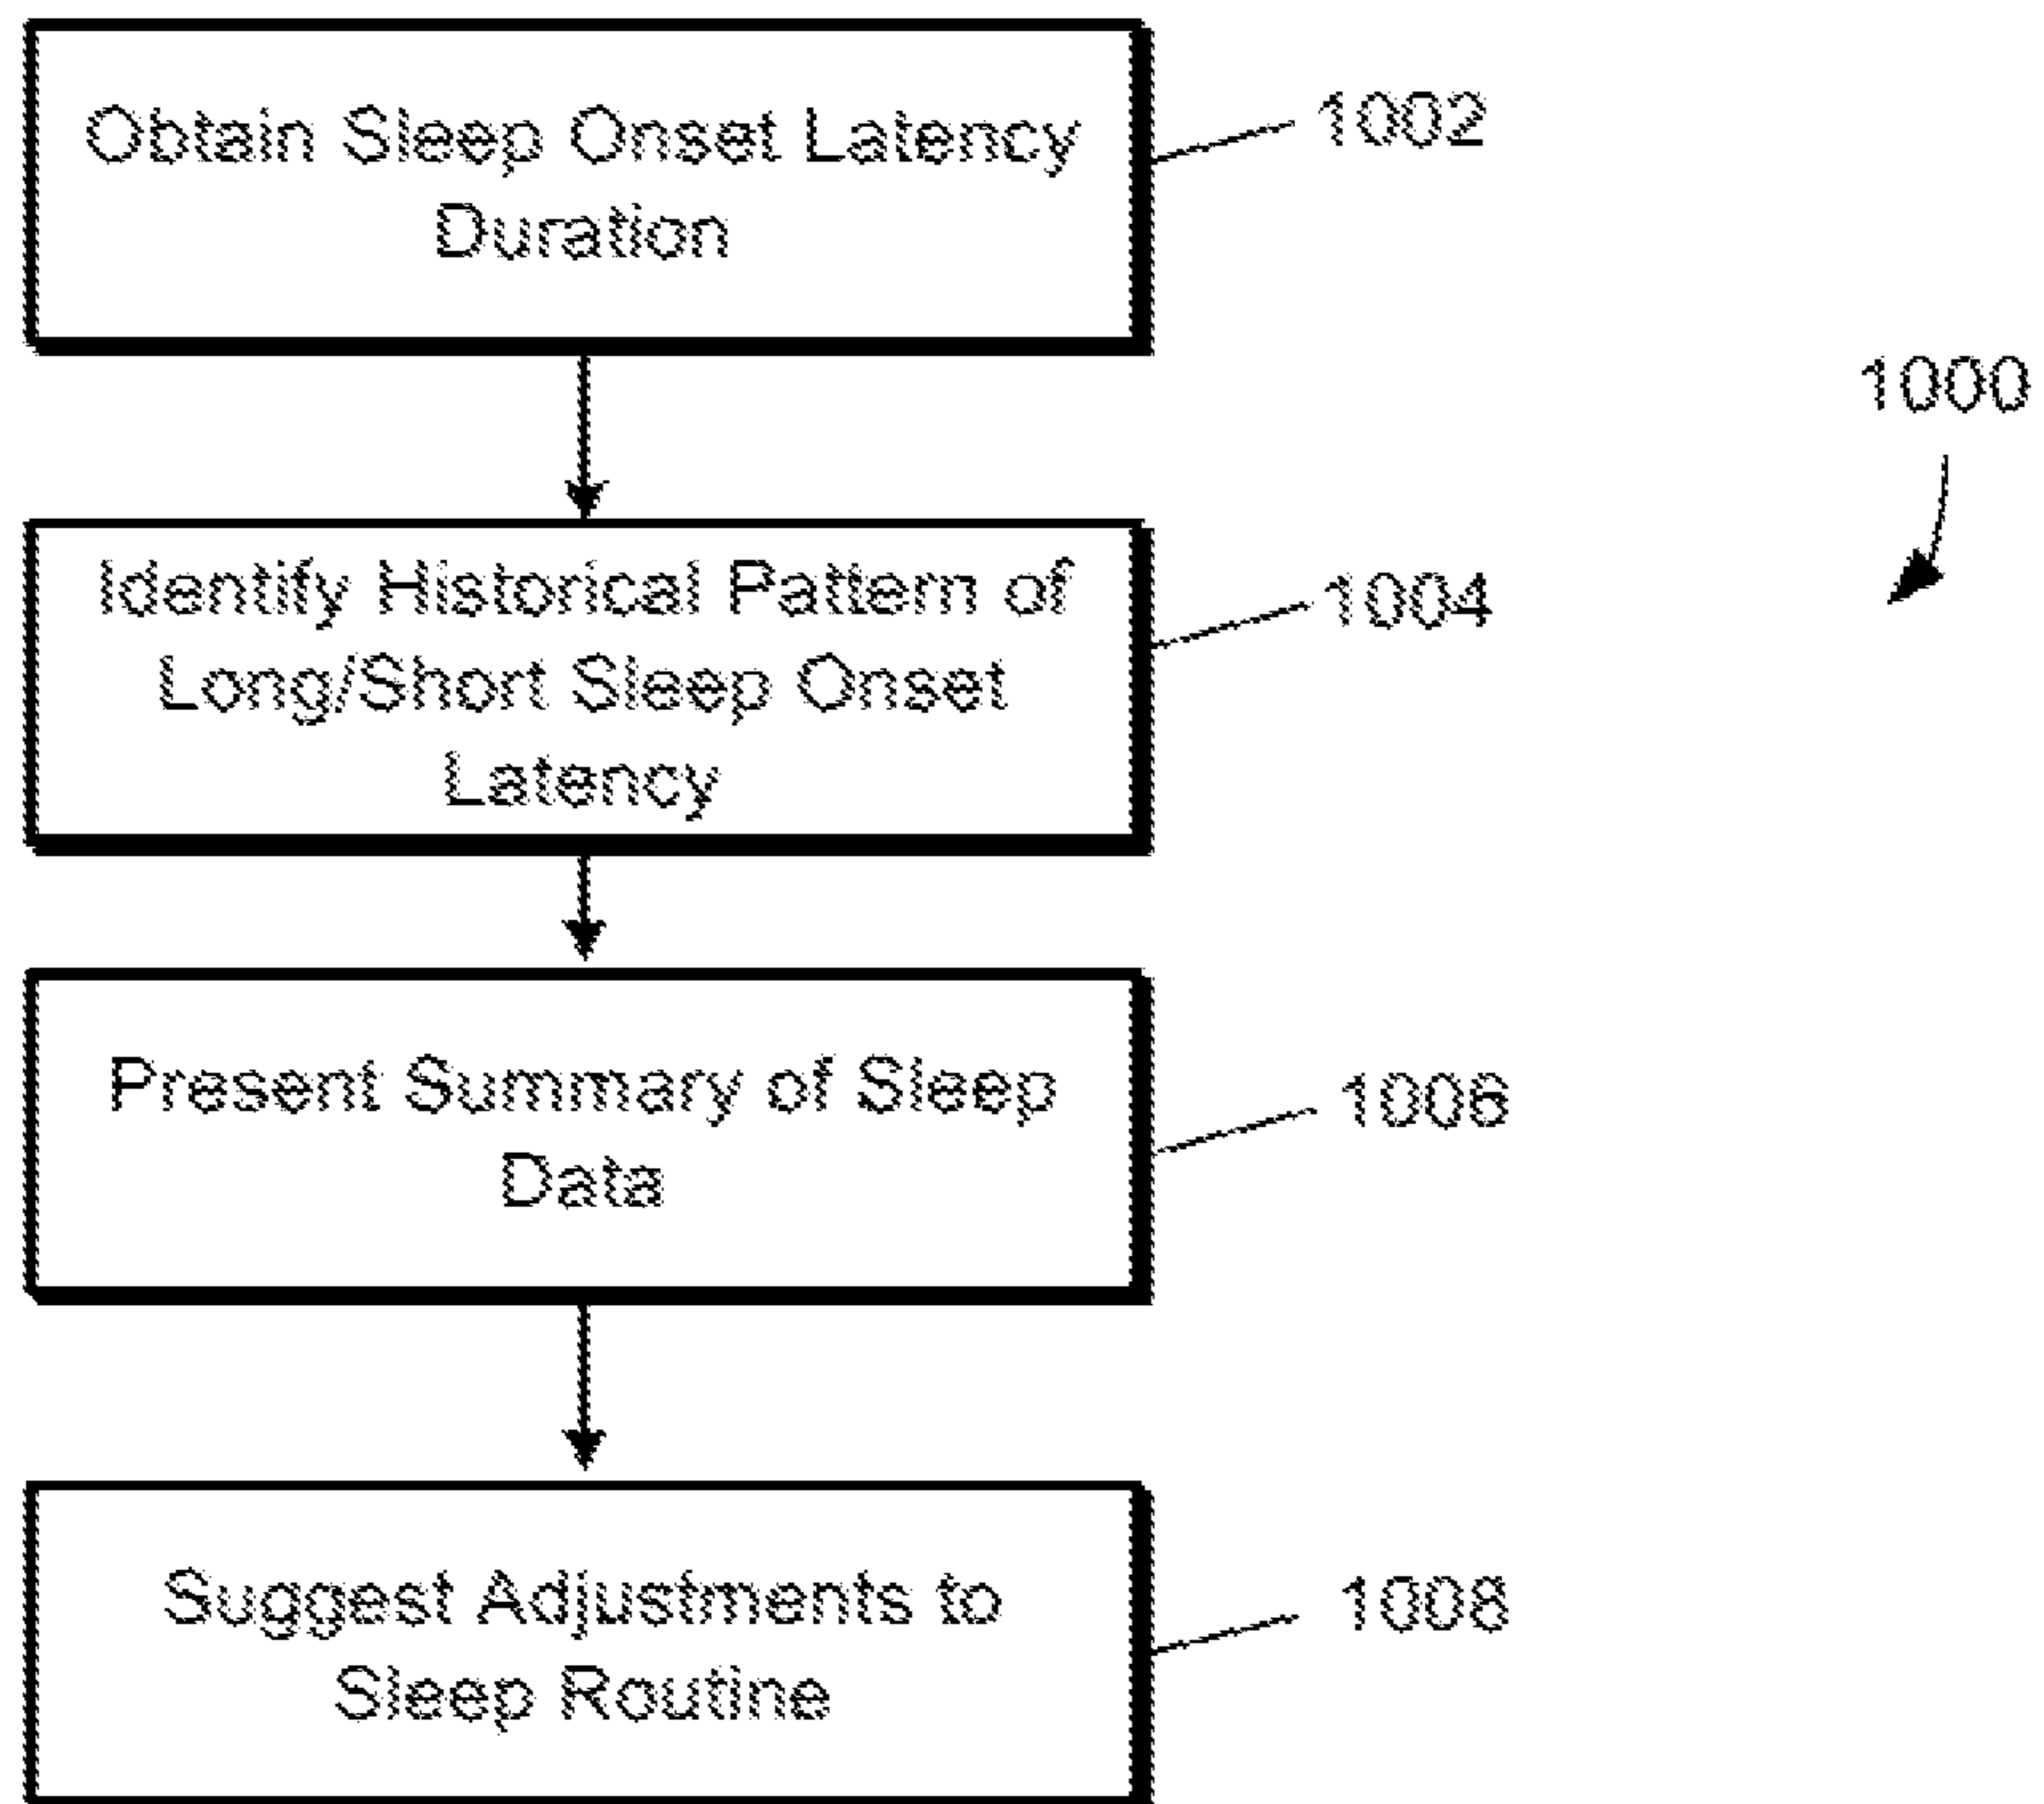 Obtain Sleep Onset Latency
Duration
1002
1000
Identify Historical Pattern of
Long/Short Sleep Onset
Latency
1004
Present Summary of Sleep
Data
1006
Suggest Adjustments to
Sleep Routine
1008